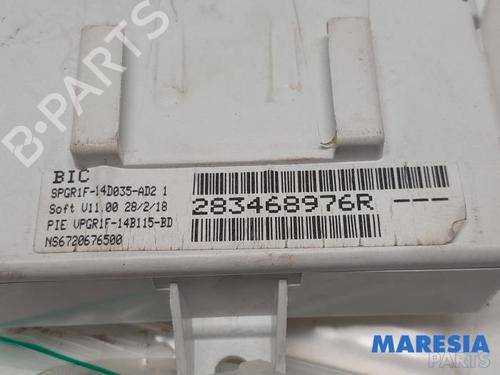 BIC
SPGR1F-14D035-AD2 1
Soft V11.00 28/2/18
PIE VPGR1F-14B115-BD
NS6720676500
283468976R ---
B-PARTS
MARESIA
PARTS